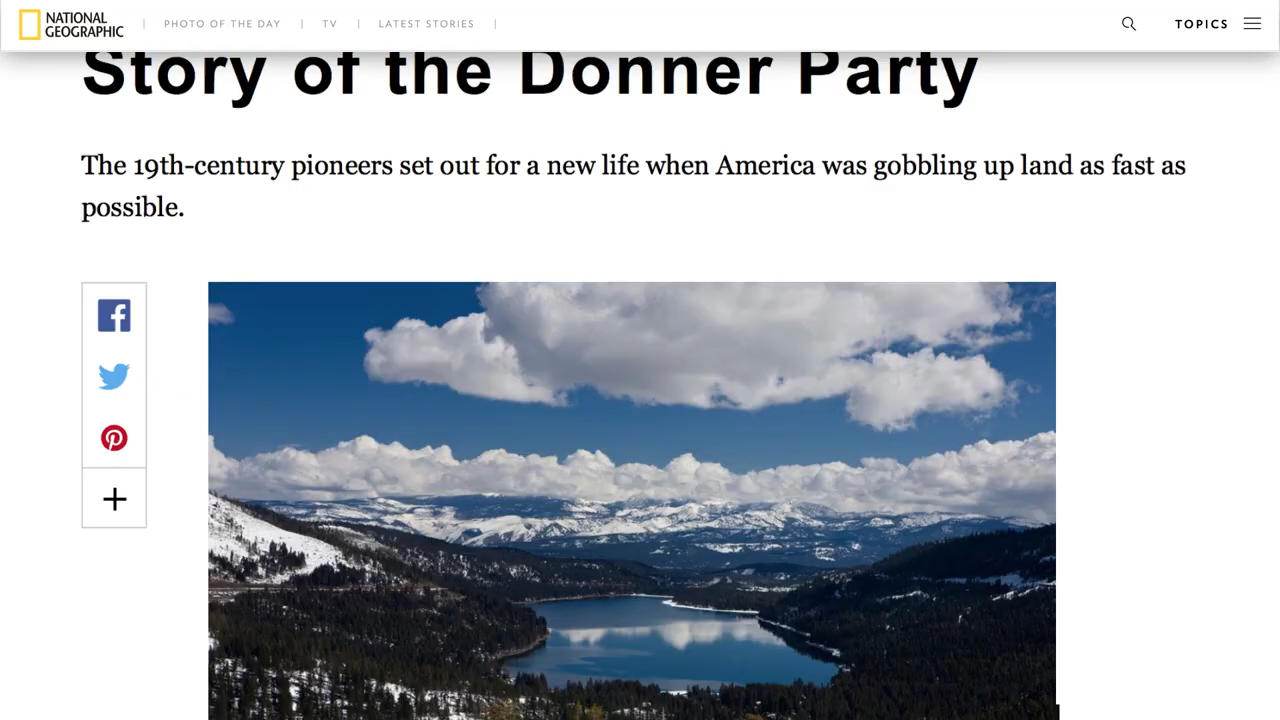 NATIONAL
GEOGRAPHIC
PHOTO OF THE DAY
TV
LATEST STORIES
TOPICS
Story of the Donner Party
The 19th-century pioneers set out for a new life when America was gobbling up land as fast as
possible.